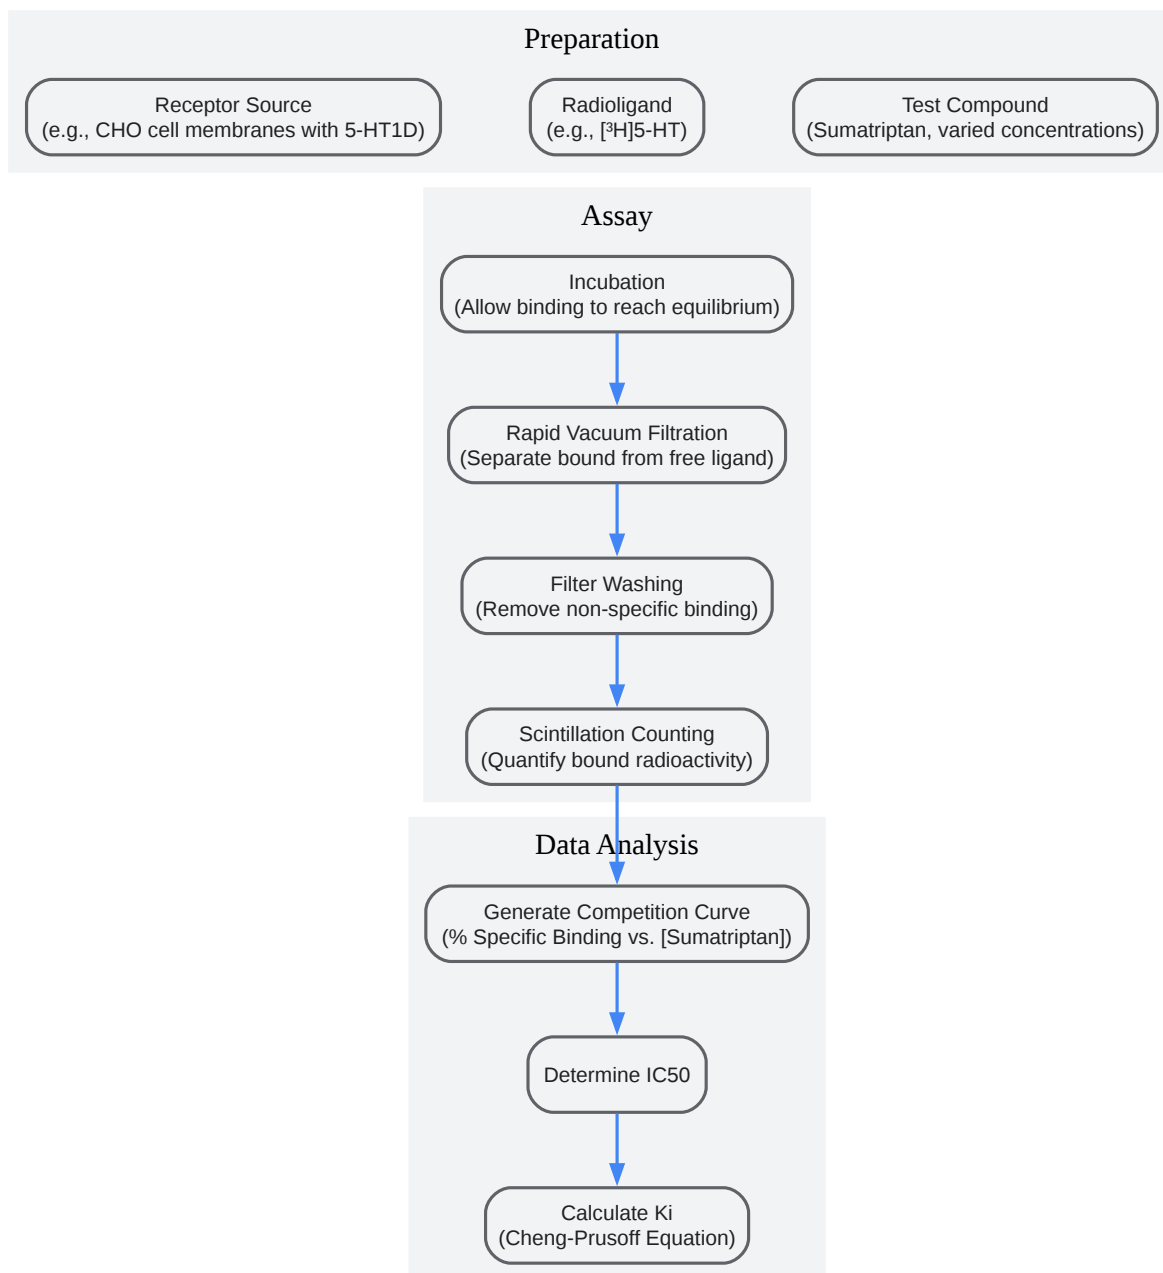 Preparation
Receptor Source
(e.g., CHO cell membranes with 5-HT1D)
Radioligand
(e.g., [³H]5-HT)
Test Compound
(Sumatriptan, varied concentrations)
Assay
Incubation
(Allow binding to reach equilibrium)
Rapid Vacuum Filtration
(Separate bound from free ligand)
Filter Washing
(Remove non-specific binding)
Scintillation Counting
(Quantify bound radioactivity)
Data Analysis
Generate Competition Curve
(% Specific Binding vs. [Sumatriptan])
Determine IC50
Calculate Ki
(Cheng-Prusoff Equation)